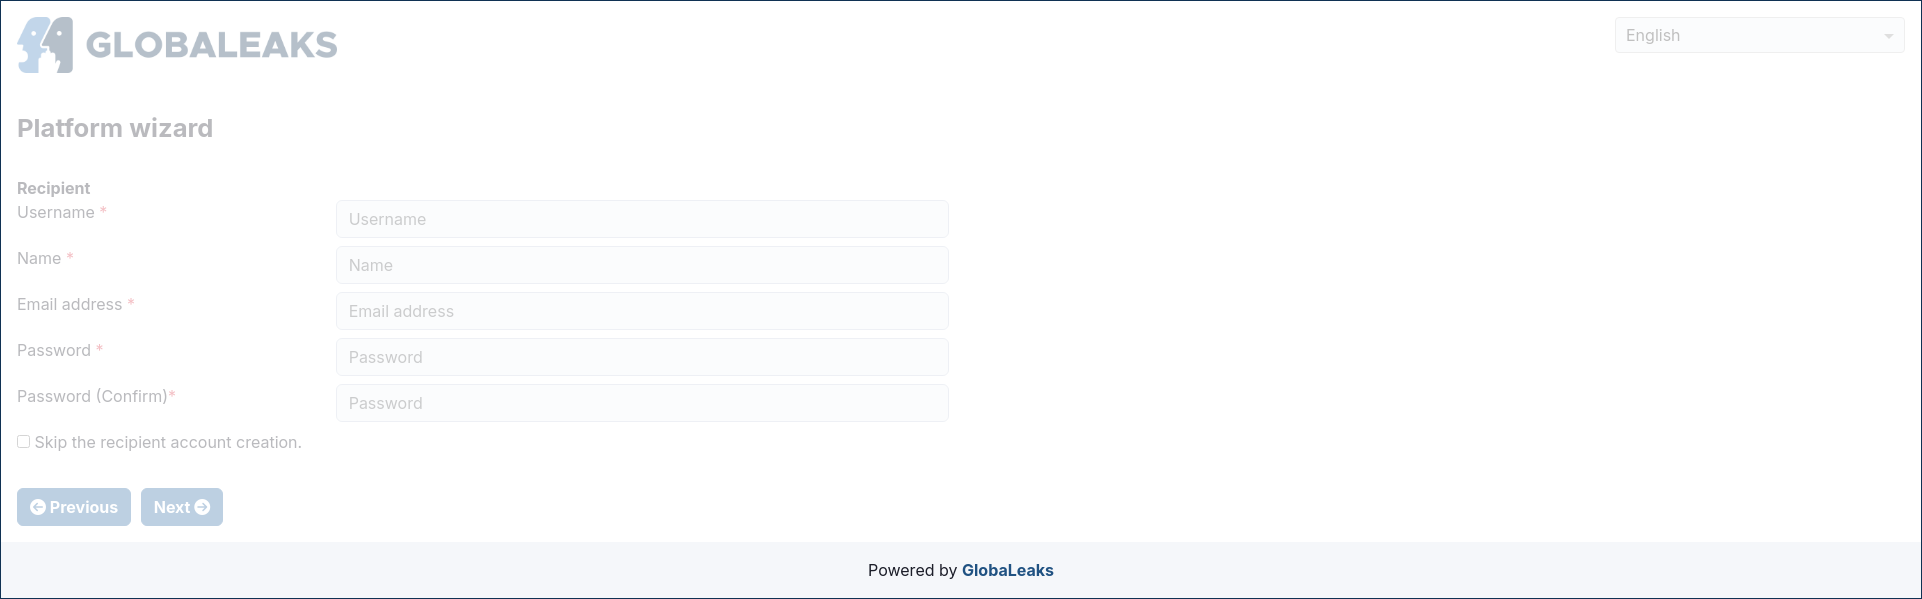 GLOBALEAKS
English
Platform wizard
Recipient
Username *
Username
Name *
Name
Email address *
Email address
Password *
Password
Password (Confirm)*
Password
Skip the recipient account creation.
Previous
Next
Powered by GlobaLeaks